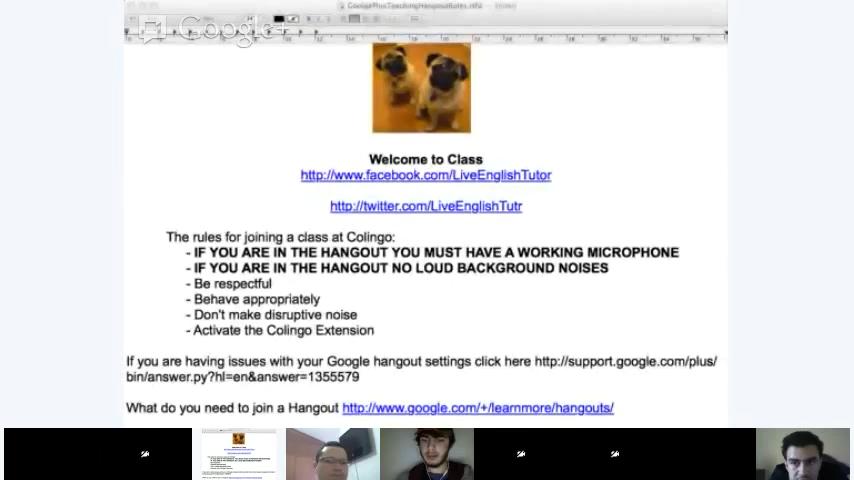 GooglePlusTeachingHangoutNotes.rtfd
Google+
Welcome to Class
http://www.facebook.com/LiveEnglishTutor
http://twitter.com/LiveEnglishTutr
The rules for joining a class at Colingo:
- IF YOU ARE IN THE HANGOUT YOU MUST HAVE A WORKING MICROPHONE
- IF YOU ARE IN THE HANGOUT NO LOUD BACKGROUND NOISES
- Be respectful
- Behave appropriately
- Don't make disruptive noise
- Activate the Colingo Extension
If you are having issues with your Google hangout settings click here http://support.google.com/plus/
bin/answer.py?hl=en&answer=1355579
What do you need to join a Hangout http://www.google.com/+/learnmore/hangouts/